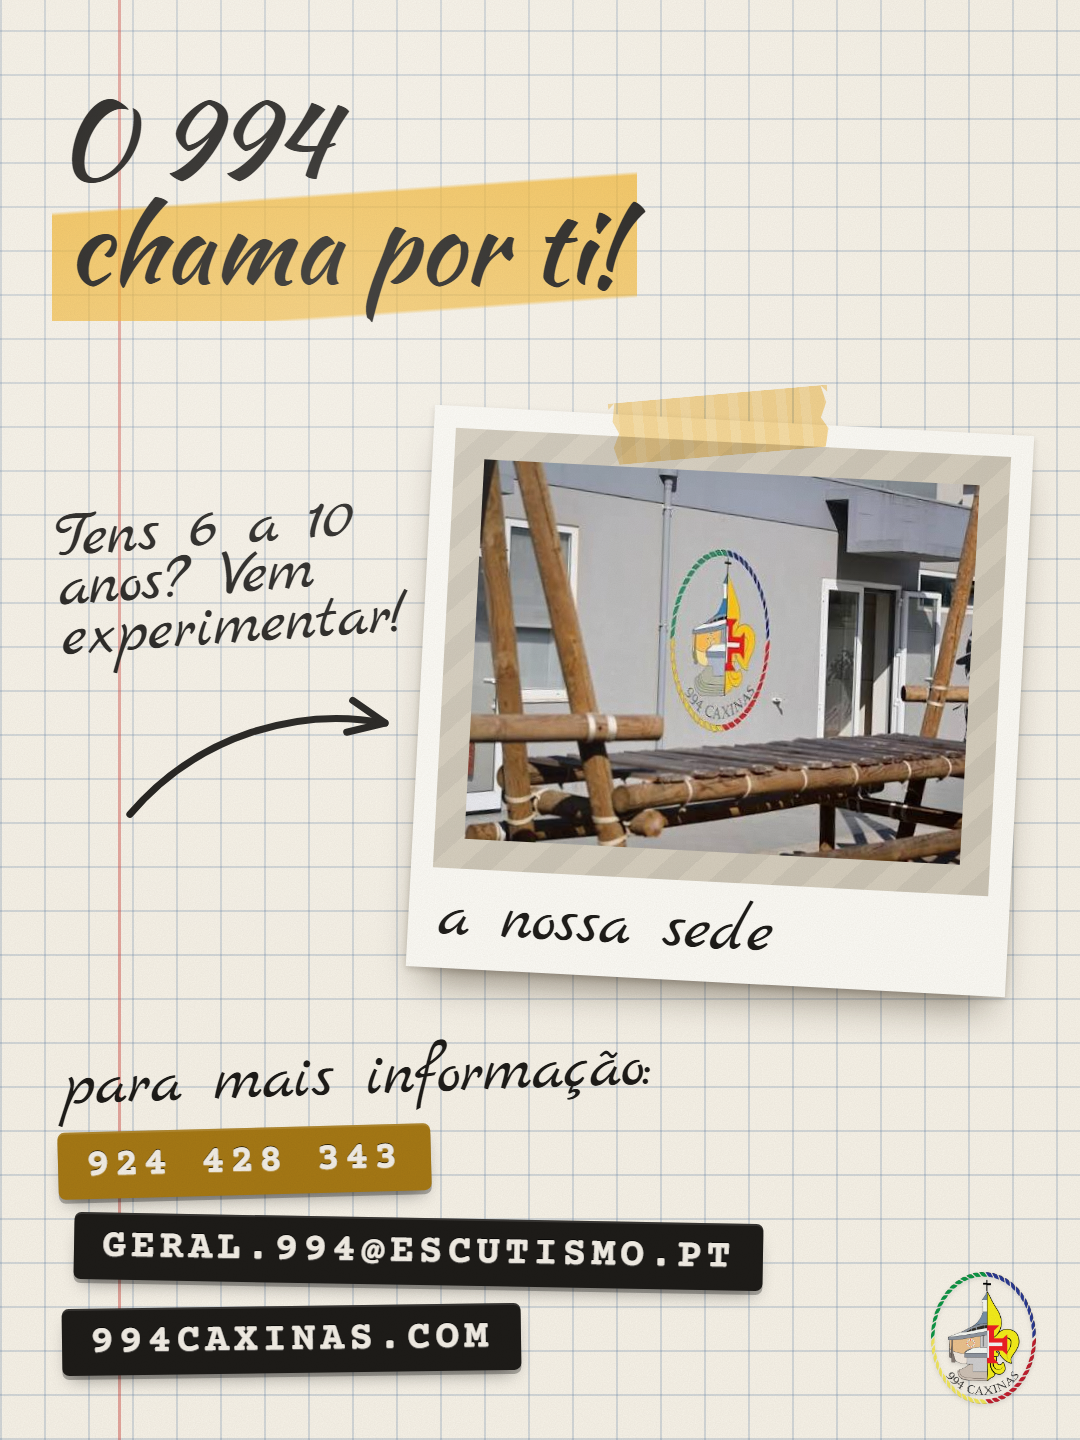 O 994
chama por ti!
Tens 6 a 10
anos? Vem
experimentar!
994 CAXINAS
a nossa sede
para mais informação:
924 428 343
GERAL.994@ESCUTISMO.PT
994CAXINAS.COM
994 CAXINAS